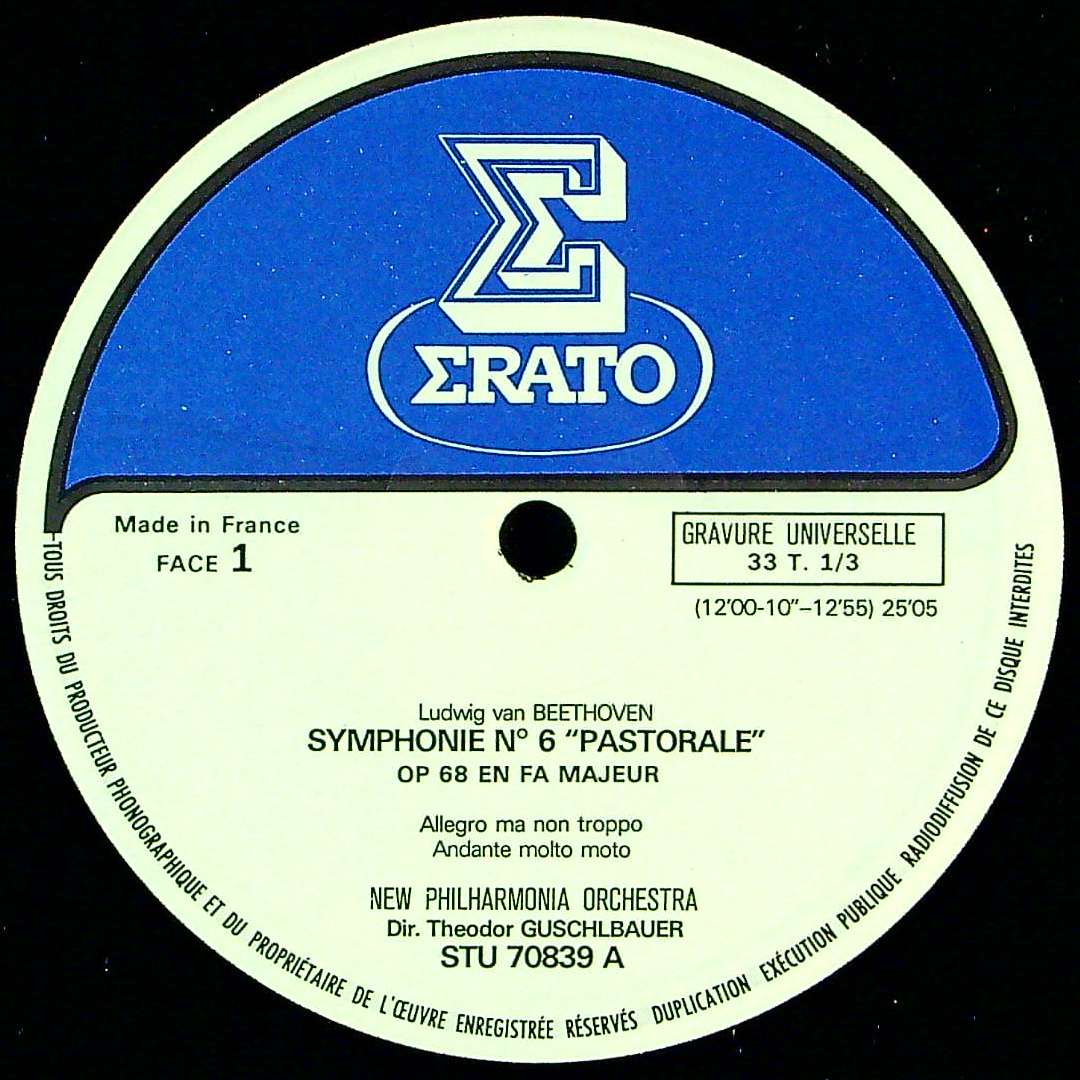 Σ
ΣRATO
Made in France
FACE 1
GRAVURE UNIVERSELLE
33 T. 1/3
(12'00-10"–12'55) 25'05
Ludwig van BEETHOVEN
SYMPHONIE N° 6 "PASTORALE"
OP 68 EN FA MAJEUR
Allegro ma non troppo
Andante molto moto
NEW PHILHARMONIA ORCHESTRA
Dir. Theodor GUSCHLBAUER
STU 70839 A
-TOUS DROITS DU PRODUCTEUR PHONOGRAPHIQUE ET DU PROPRIÉTAIRE DE L'ŒUVRE ENREGISTRÉE RÉSERVÉS DUPLICATION EXÉCUTION PUBLIQUE RADIODIFFUSION DE CE DISQUE INTERDITES